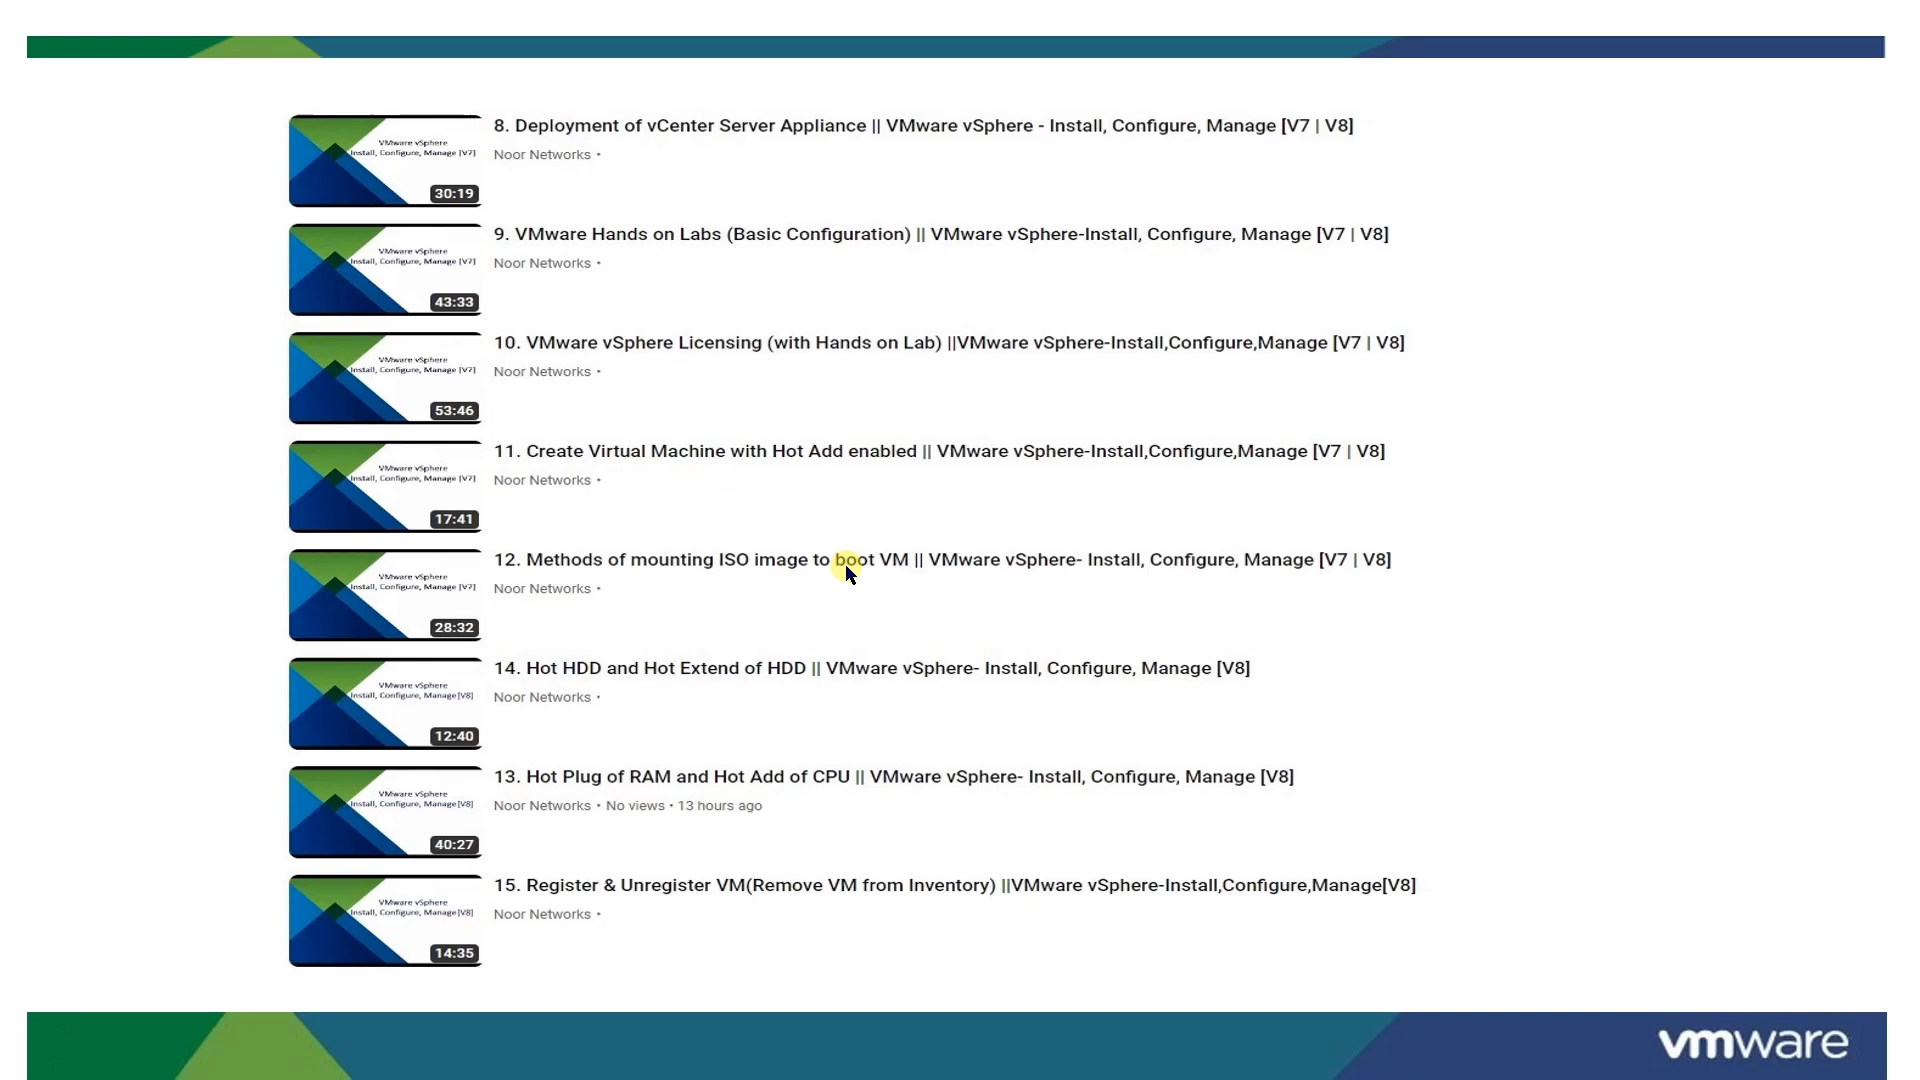 8. Deployment of vCenter Server Appliance || VMware vSphere - Install, Configure, Manage [V7 | V8]
Noor Networks •
VMware vSphere
Install, Configure, Manage [V7]
30:19
9. VMware Hands on Labs (Basic Configuration) || VMware vSphere-Install, Configure, Manage [V7 | V8]
Noor Networks •
VMware vSphere
Install, Configure, Manage [V7]
43:33
10. VMware vSphere Licensing (with Hands on Lab) ||VMware vSphere-Install,Configure,Manage [V7 | V8]
Noor Networks •
VMware vSphere
Install, Configure, Manage [V7]
53:46
11. Create Virtual Machine with Hot Add enabled || VMware vSphere-Install,Configure,Manage [V7 | V8]
Noor Networks •
VMware vSphere
Install, Configure, Manage [V7]
17:41
12. Methods of mounting ISO image to boot VM || VMware vSphere- Install, Configure, Manage [V7 | V8]
Noor Networks •
VMware vSphere
Install, Configure, Manage [V7]
28:32
14. Hot HDD and Hot Extend of HDD || VMware vSphere- Install, Configure, Manage [V8]
Noor Networks •
VMware vSphere
Install, Configure, Manage[V8]
12:40
13. Hot Plug of RAM and Hot Add of CPU || VMware vSphere- Install, Configure, Manage [V8]
Noor Networks • No views • 13 hours ago
VMware vSphere
Install, Configure, Manage[V8]
40:27
15. Register & Unregister VM(Remove VM from Inventory) ||VMware vSphere-Install,Configure,Manage[V8]
Noor Networks •
VMware vSphere
Install, Configure, Manage[V8]
14:35
vmware